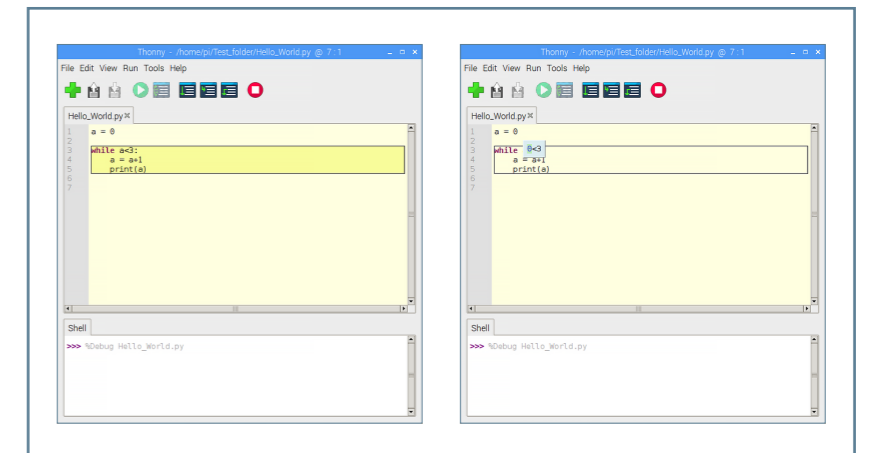 Thonny - /home/pi/Test_folder/Hello_World.py @ 7:1
File Edit View Run Tools Help
Hello_World.py
1 a = 0
2
3 while a<3:
4     a = a+1
5     print(a)
6
7
Shell
>>> %Debug Hello_World.py
Thonny - /home/pi/Test_folder/Hello_World.py @ 7:1
File Edit View Run Tools Help
Hello_World.py
1 a = 0
2
3 while 0<3
4     a = a+1
5     print(a)
6
7
Shell
>>> %Debug Hello_World.py